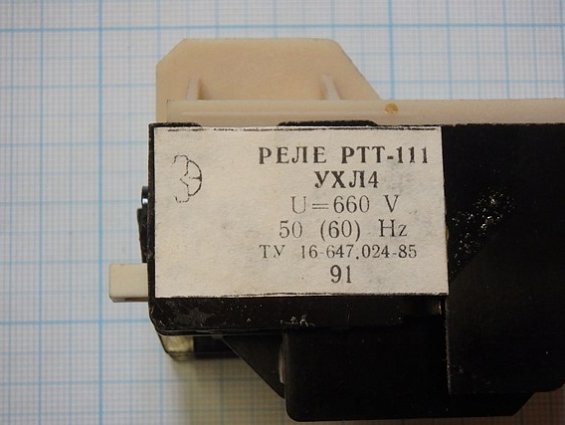 РЕЛЕ РТТ-111
УХЛ4
U=660 V
50 (60) Hz
ТУ 16-647.024-85
91